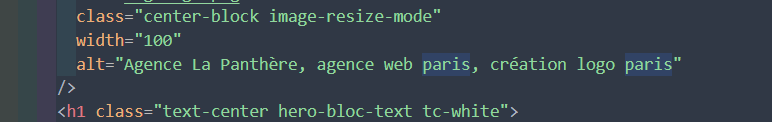 class="center-block image-resize-mode"
width="100"
alt="Agence La Panthère, agence web paris, création logo paris"
/>
<h1 class="text-center hero-bloc-text tc-white">